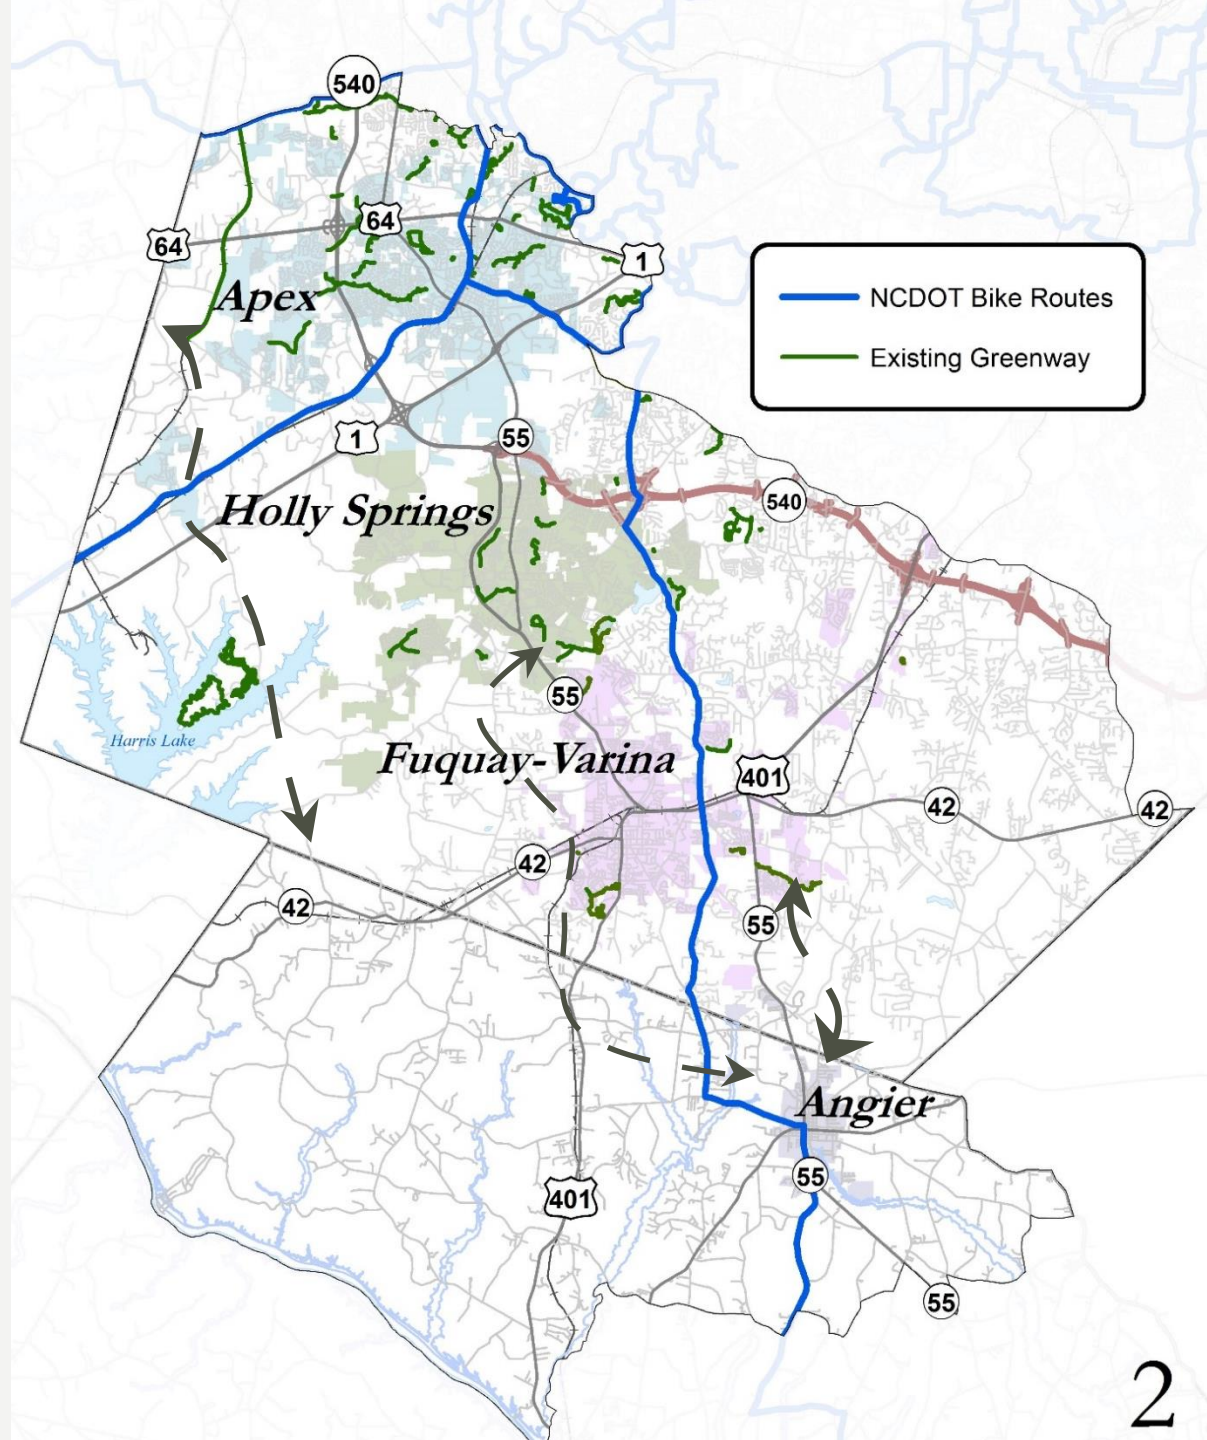 540
64
64
1
Apex
NCDOT Bike Routes
Existing Greenway
1
55
Holly Springs
540
55
Harris Lake
Fuquay-Varina
401
42
42
42
42
55
Angier
55
401
55
2